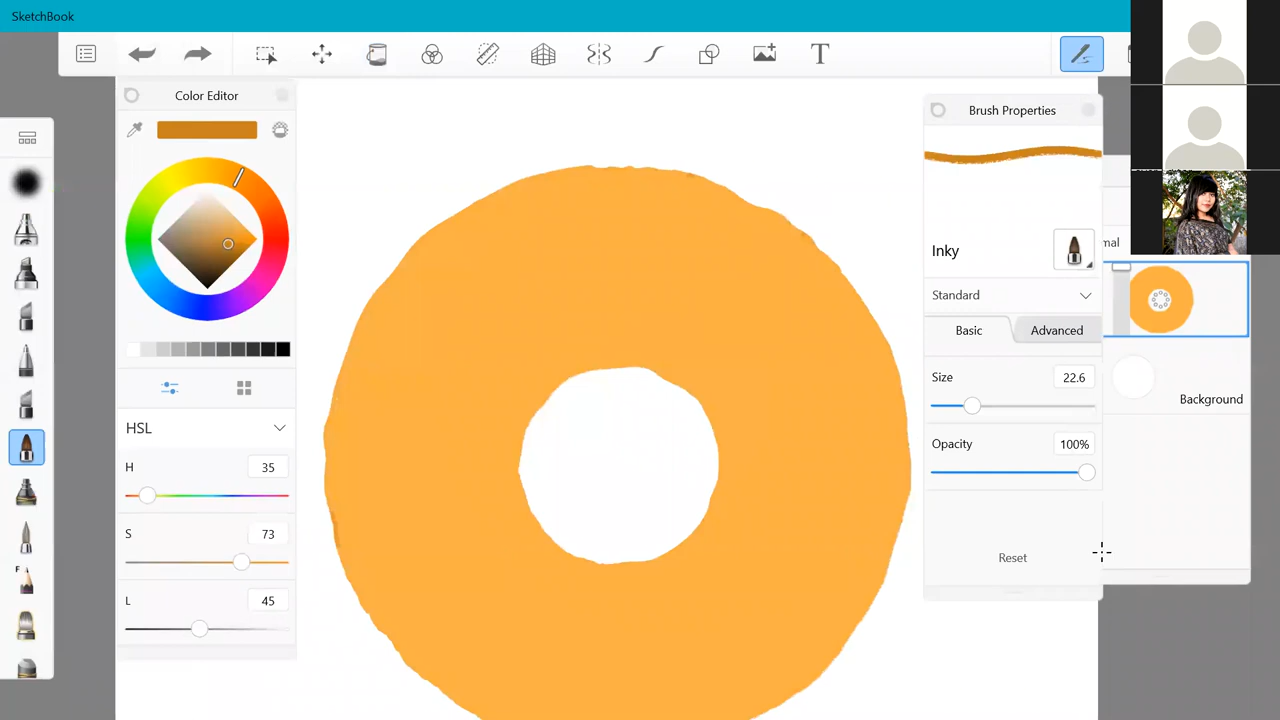 SketchBook
T
Color Editor
HSL
H 35
S 73
L 45
F
Brush Properties
Inky
Standard
Basic Advanced
Size 22.6
Opacity 100%
Reset
mal
Background